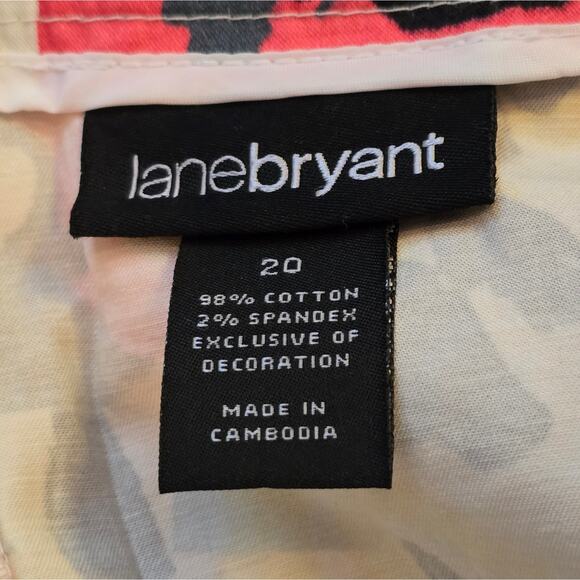 lanebryant
20
98% COTTON
2% SPANDEX
EXCLUSIVE OF
DECORATION
MADE IN
CAMBODIA